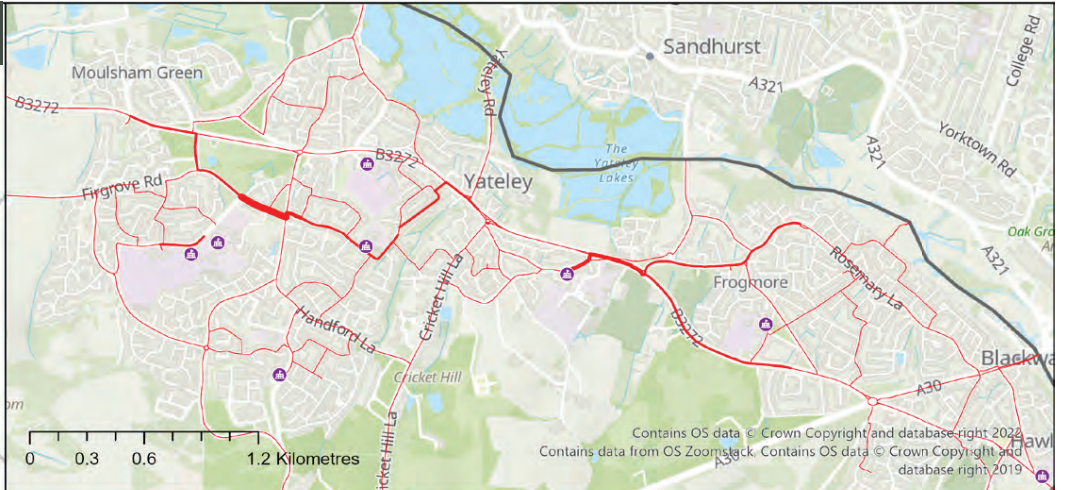 Sandhurst
College Rd
Moulsham Green
Yateley Rd
A321
B3272
Yorktown Rd
A321
The
Yateley
Lakes
B3272
Yateley
Firgrove Rd
Oak Gro
A321
Rosemary La
Frogmore
Cricket Hill La
Handford La
B3272
Blackwa
Cricket Hill
A30
om
icket Hill La
Hawl
A30
0 0.3 0.6 1.2 Kilometres
Contains OS data © Crown Copyright and database right 2022
Contains data from OS Zoomstack. Contains OS data © Crown Copyright and
database right 2019